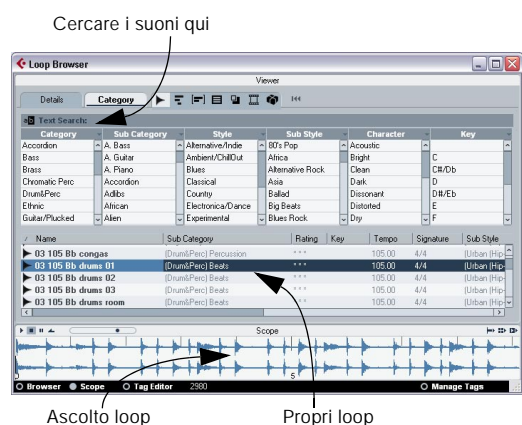 Cercare i suoni qui
Loop Browser
Viewer
Details Category
Text Search:
Category Sub Category Style Sub Style Character Key
Accordion A. Bass Alternative/Indie 80's Pop Acoustic
Bass A. Guitar Ambient/ChillOut Africa Bright C
Brass A. Piano Blues Alternative Rock Clean C#/Db
Chromatic Perc Accordion Classical Asia Dark D
Drum&Perc Adlibs Country Ballad Dissonant D#/Eb
Ethnic African Electronica/Dance Big Beats Distorted E
Guitar/Plucked Alien Experimental Blues Rock Dry F
/ Name Sub Category Rating Key Tempo Signature Sub Style
03 105 Bb congas (Drum&Perc) Percussion *** 105.00 4/4 (Urban (Hip-
03 105 Bb drums 01 (Drum&Perc) Beats *** 105.00 4/4 (Urban (Hip-
03 105 Bb drums 02 (Drum&Perc) Beats *** 105.00 4/4 (Urban (Hip-
03 105 Bb drums 03 (Drum&Perc) Beats *** 105.00 4/4 (Urban (Hip-
03 105 Bb drums room (Drum&Perc) Beats *** 105.00 4/4 (Urban (Hip-
Scope
5
Browser Scope Tag Editor 2980 Manage Tags
Ascolto loop Propri loop